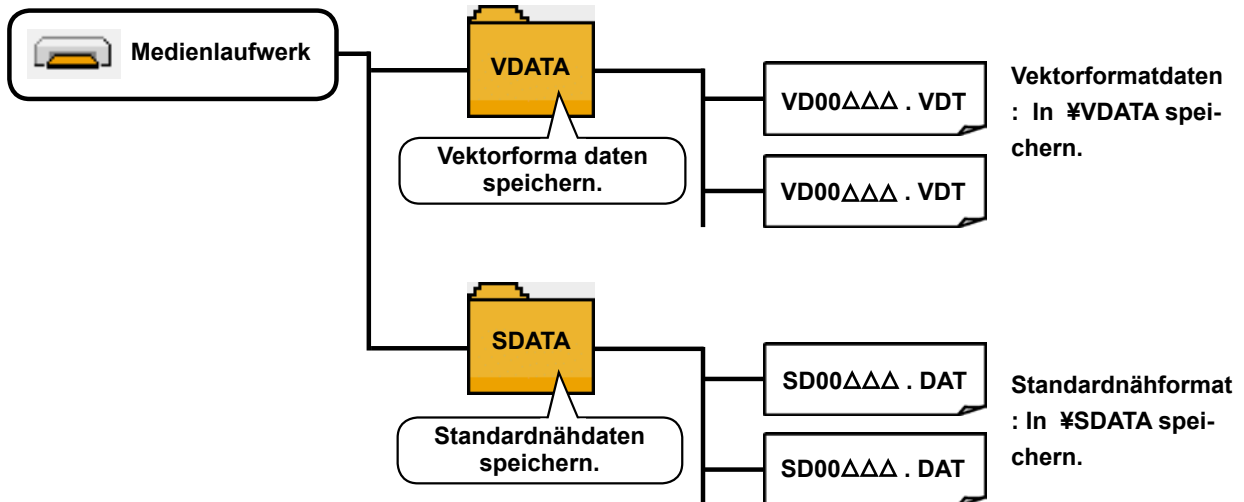 Medienlaufwerk
VDATA
Vektorforma daten
speichern.
VD00△△△ . VDT
VD00△△△ . VDT
Vektorformatdaten
: In ¥VDATA spei-
chern.
SDATA
Standardnähdaten
speichern.
SD00△△△ . DAT
SD00△△△ . DAT
Standardnähformat
: In ¥SDATA spei-
chern.